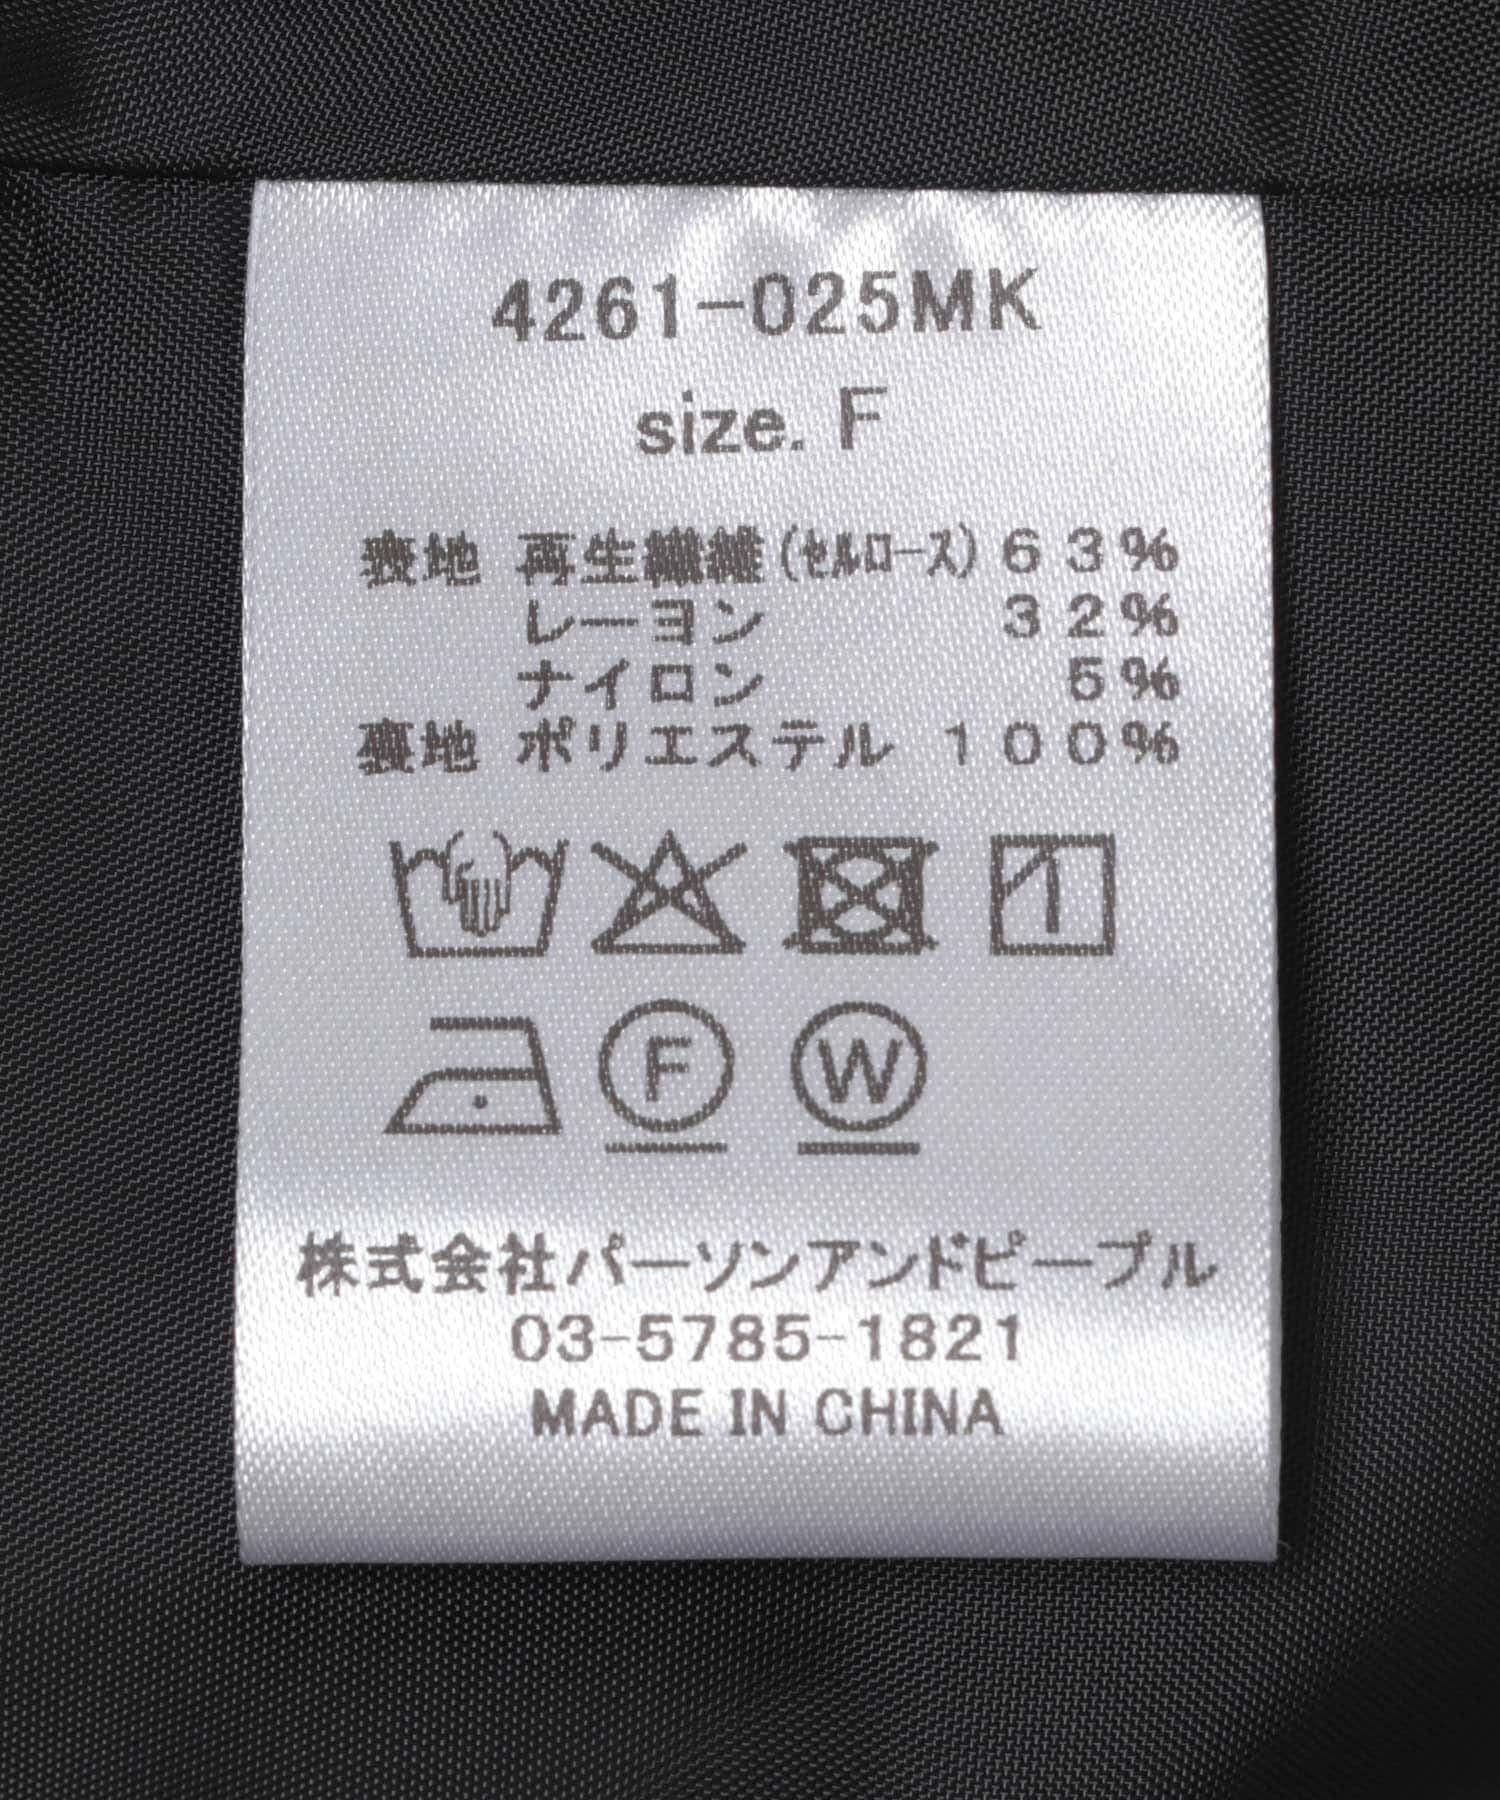 4261-025MK
size. F
表地 再生繊維(セルロース) 63%
レーヨン 32%
ナイロン 5%
裏地 ポリエステル 100%
F W
株式会社パーソンアンドピープル
03-5785-1821
MADE IN CHINA